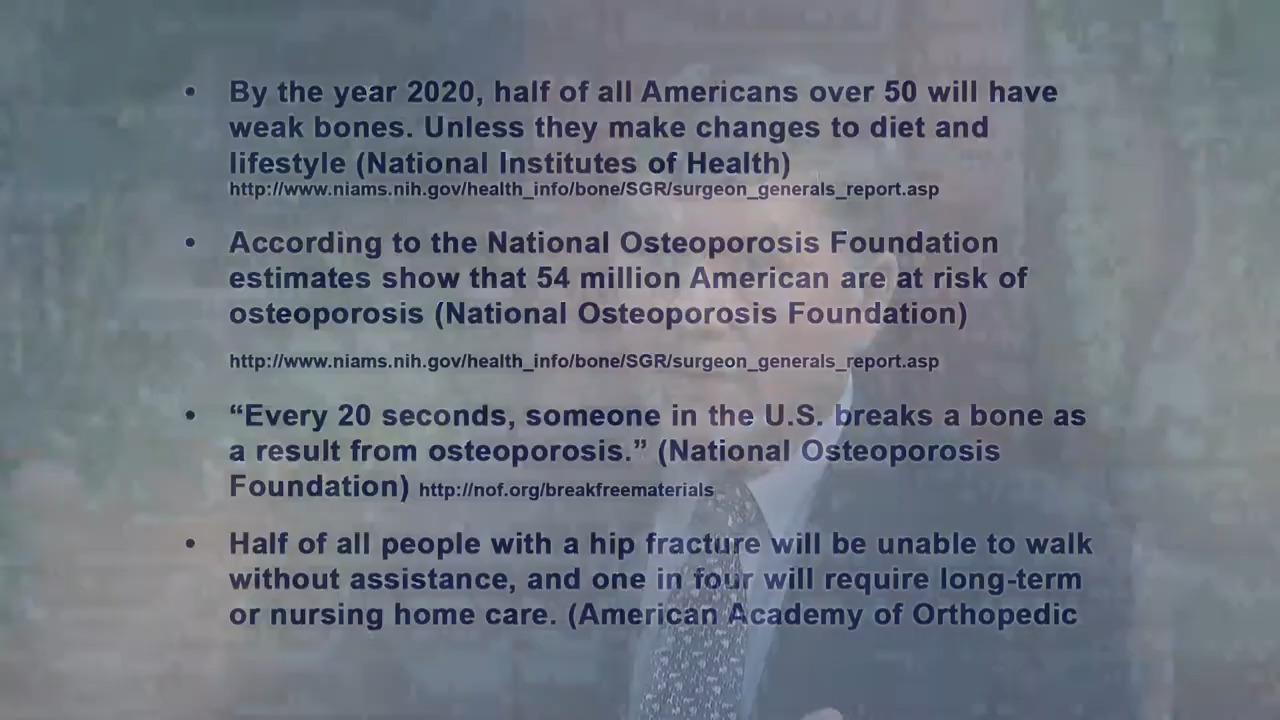 • By the year 2020, half of all Americans over 50 will have
weak bones. Unless they make changes to diet and
lifestyle (National Institutes of Health)
http://www.niams.nih.gov/health_info/bone/SGR/surgeon_generals_report.asp
• According to the National Osteoporosis Foundation
estimates show that 54 million American are at risk of
osteoporosis (National Osteoporosis Foundation)
http://www.niams.nih.gov/health_info/bone/SGR/surgeon_generals_report.asp
• “Every 20 seconds, someone in the U.S. breaks a bone as
a result from osteoporosis.” (National Osteoporosis
Foundation) http://nof.org/breakfreematerials
• Half of all people with a hip fracture will be unable to walk
without assistance, and one in four will require long-term
or nursing home care. (American Academy of Orthopedic